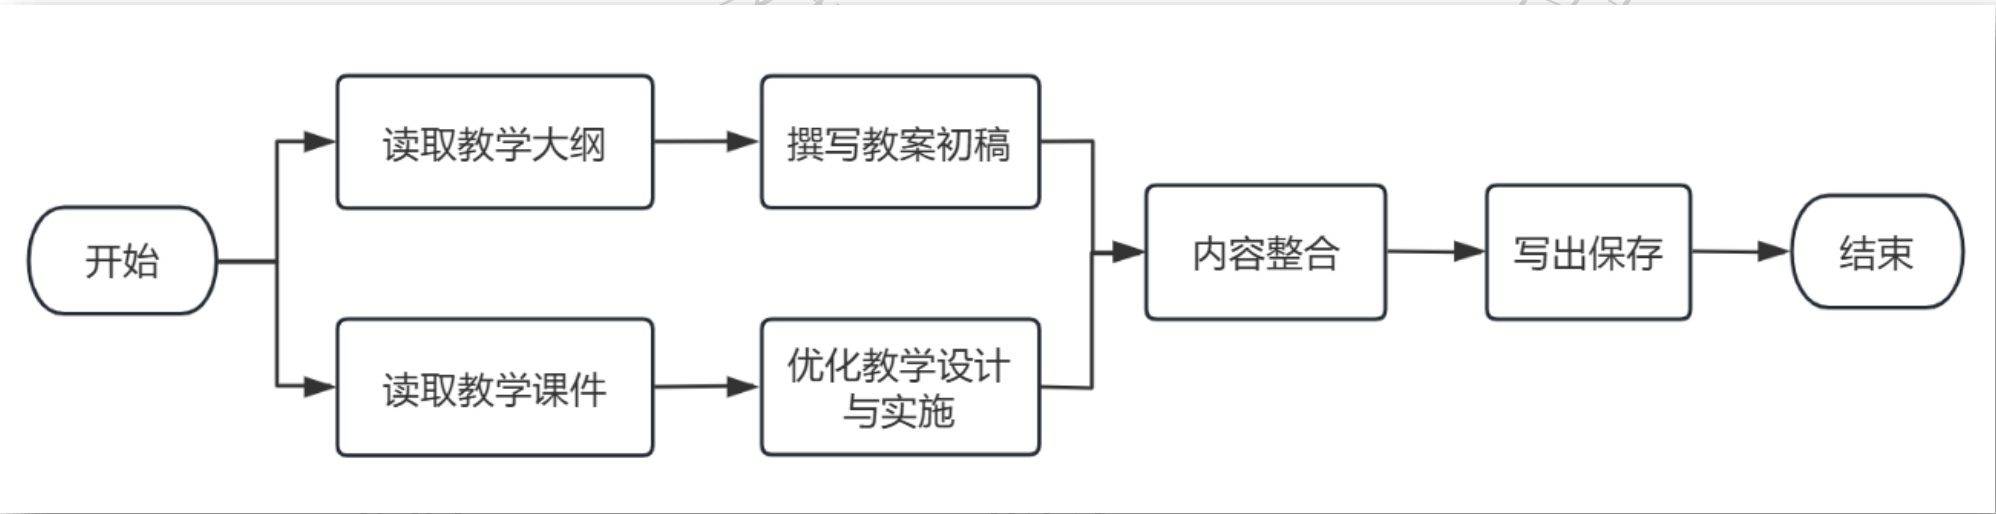 开始
读取教学大纲
撰写教案初稿
读取教学课件
优化教学设计
与实施
内容整合
写出保存
结束